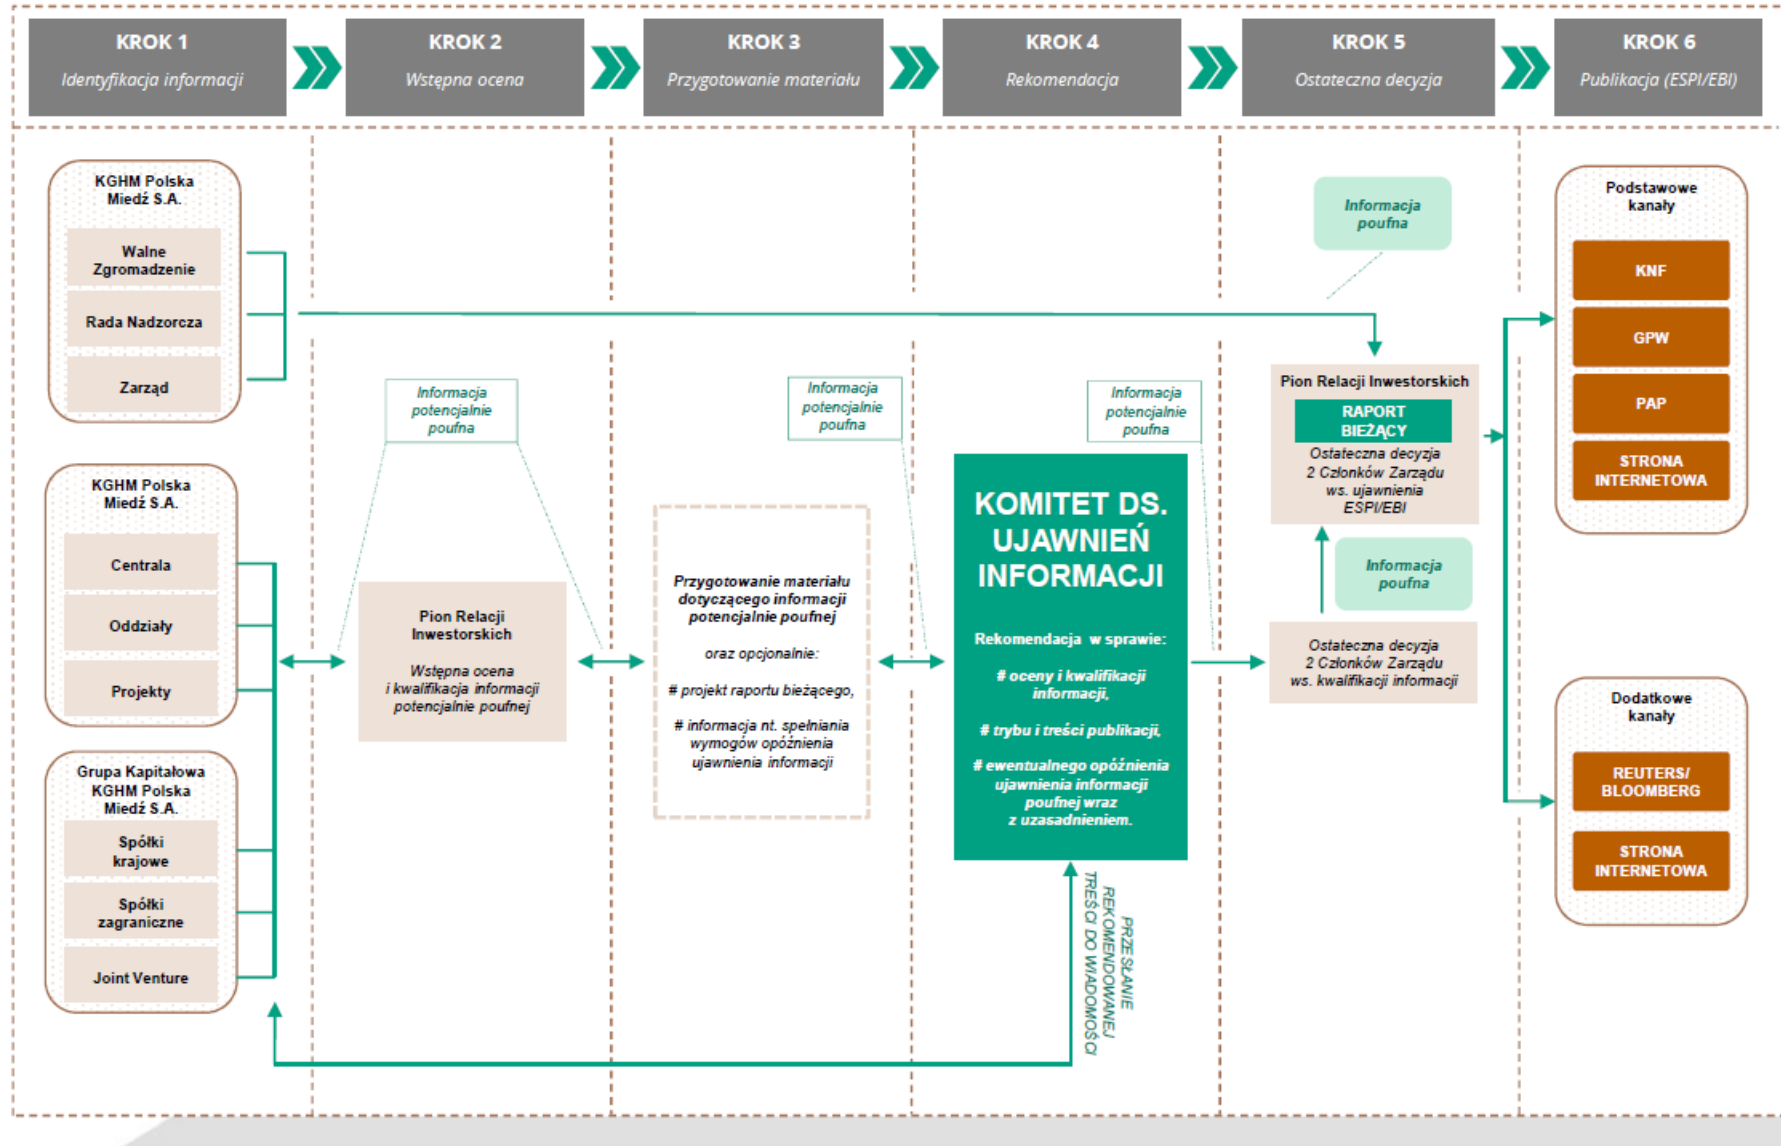 KROK 1
Identyfikacja informacji
KROK 2
Wstępna ocena
KROK 3
Przygotowanie materiału
KROK 4
Rekomendacja
KROK 5
Ostateczna decyzja
KROK 6
Publikacja (ESPI/EBI)
KGHM Polska
Miedź S.A.
Walne
Zgromadzenie
Rada Nadzorcza
Zarząd
KGHM Polska
Miedź S.A.
Centrala
Oddziały
Projekty
Grupa Kapitałowa
KGHM Polska
Miedź S.A.
Spółki
krajowe
Spółki
zagraniczne
Joint Venture
Informacja
potencjalnie
poufna
Pion Relacji
Inwestorskich
Wstępna ocena
i kwalifikacja informacji
potencjalnie poufnej
Informacja
potencjalnie
poufna
Przygotowanie materiału
dotyczącego informacji
potencjalnie poufnej
oraz opcjonalnie:
# projekt raportu bieżącego,
# informacja nt. spełniania
wymogów opóźnienia
ujawnienia informacji
Informacja
potencjalnie
poufna
KOMITET DS.
UJAWNIEŃ
INFORMACJI
Rekomendacja w sprawie:
# oceny i kwalifikacji
informacji,
# trybu i treści publikacji,
# ewentualnego opóźnienia
ujawnienia informacji
poufnej wraz
z uzasadnieniem.
PRZESŁANIE
REKOMENDOWANEJ
TREŚCI DO WIADOMOŚCI
Informacja
poufna
Pion Relacji Inwestorskich
RAPORT
BIEŻĄCY
Ostateczna decyzja
2 Członków Zarządu
ws. ujawnienia
ESPI/EBI
Informacja
poufna
Ostateczna decyzja
2 Członków Zarządu
ws. kwalifikacji informacji
Podstawowe
kanały
KNF
GPW
PAP
STRONA
INTERNETOWA
Dodatkowe
kanały
REUTERS/
BLOOMBERG
STRONA
INTERNETOWA